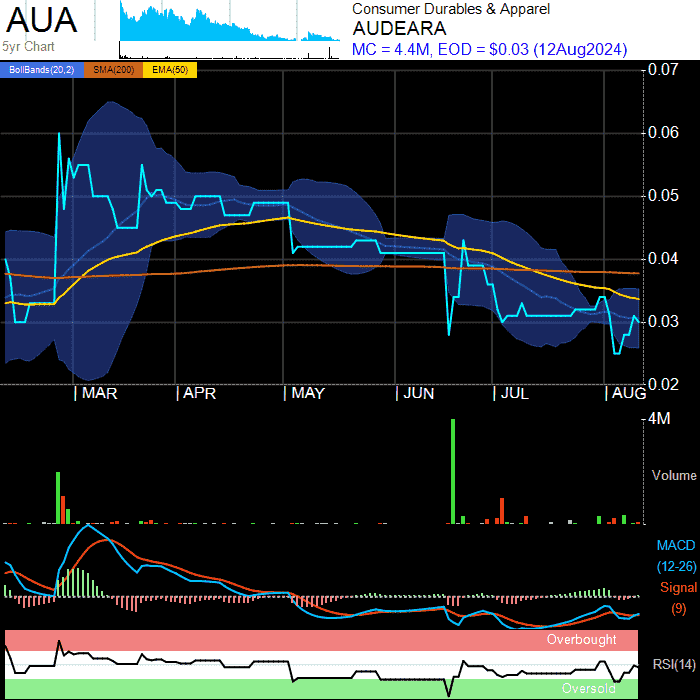 AUA
5yr Chart
Consumer Durables & Apparel
AUDEARA
MC = 4.4M, EOD = $0.03 (12Aug2024)
BollBands(20,2) SMA(200) EMA(50)
0.07
0.06
0.05
0.04
0.03
0.02
MAR APR MAY JUN JUL AUG
4M
Volume
MACD
(12-26)
Signal
(9)
Overbought
RSI(14)
Oversold